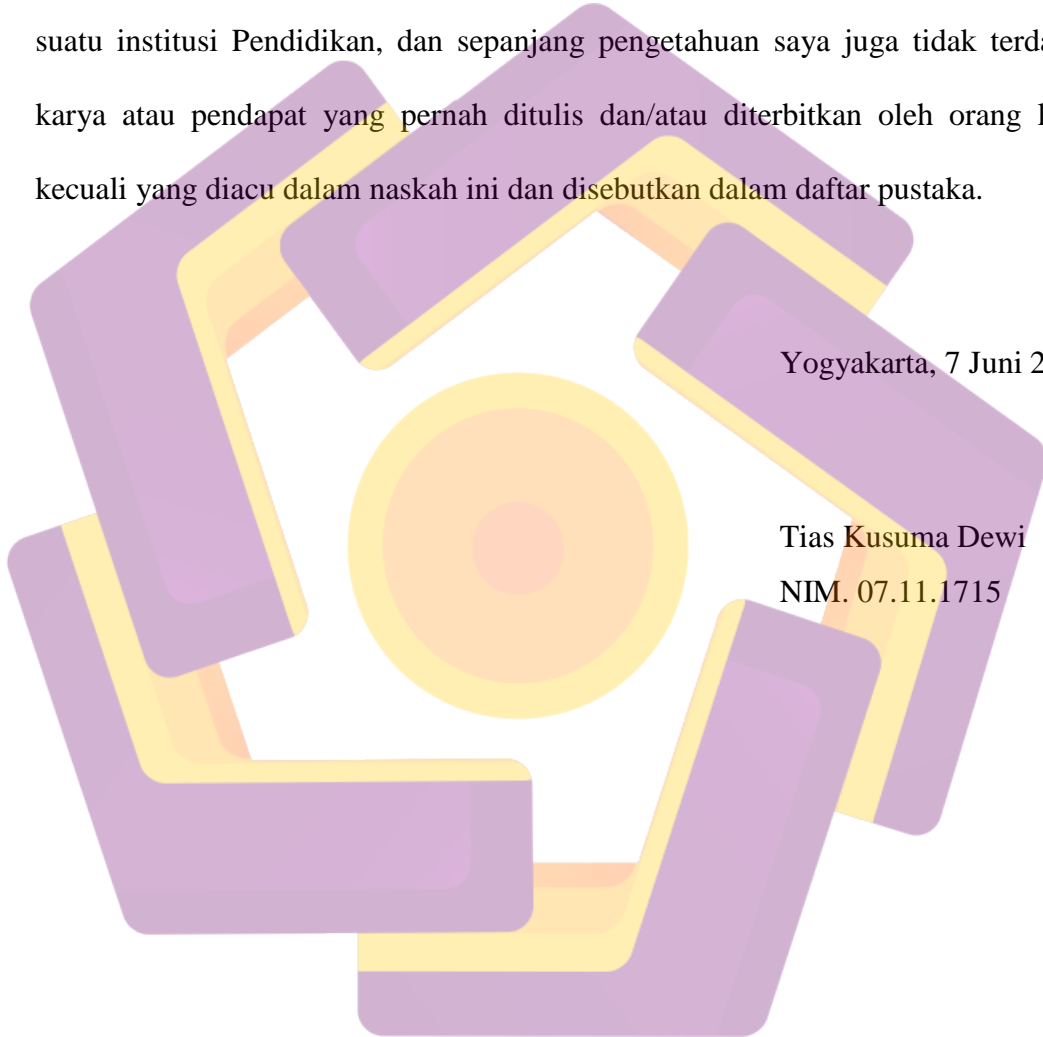 suatu institusi Pendidikan, dan sepanjang pengetahuan saya juga tidak terda
karya atau pendapat yang pernah ditulis dan/atau diterbitkan oleh orang
kecuali yang diacu dalam naskah ini dan disebutkan dalam daftar pustaka.
Yogyakarta, 7 Juni 2
Tias Kusuma Dewi
NIM. 07.11.1715